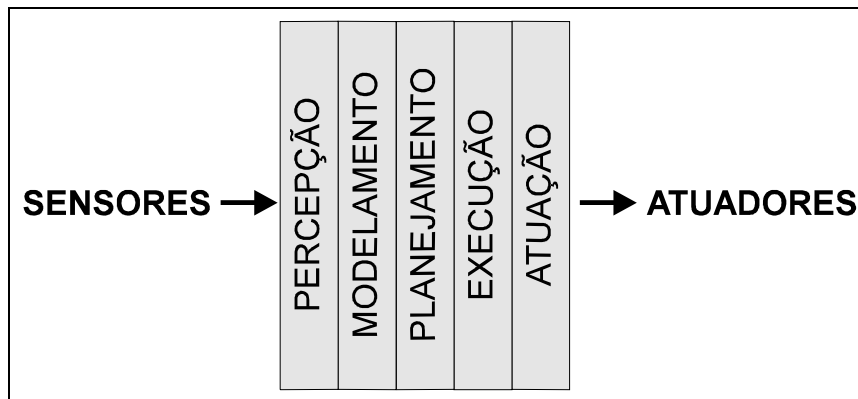 SENSORES
PERCEPÇÃO
MODELAMENTO
PLANEJAMENTO
EXECUÇÃO
ATUAÇÃO
ATUADORES